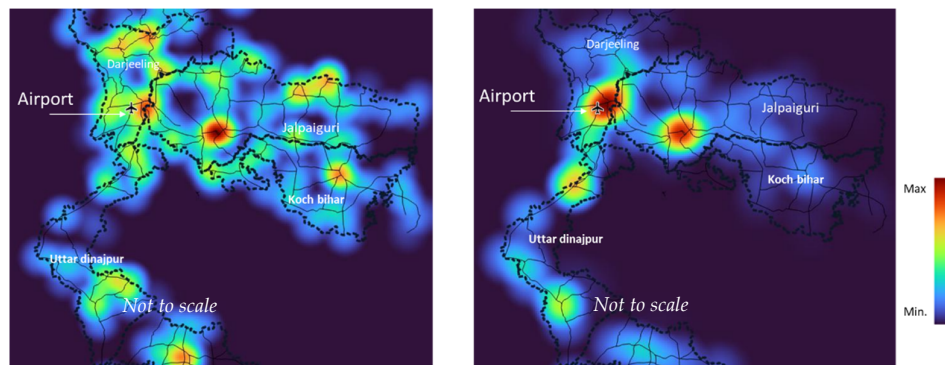 Darjeeling
Airport
Jalpaiguri
Koch bihar
Uttar dinajpur
Not to scale
Darjeeling
Airport
Jalpaiguri
Koch bihar
Uttar dinajpur
Not to scale
Max
Min.